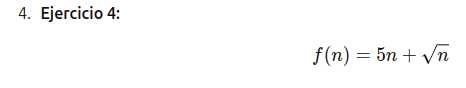 4. Ejercicio 4:
f(n) = 5n + √n